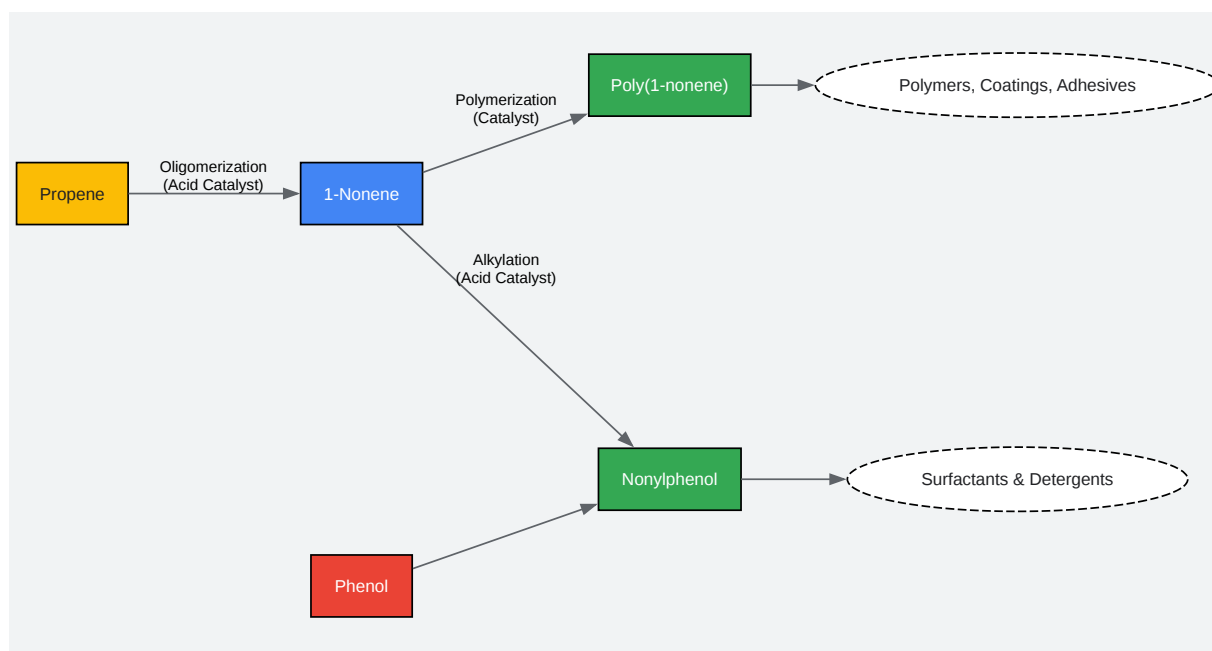 Polymerization
(Catalyst)
Poly(1-nonene)
Polymers, Coatings, Adhesives
Propene
Oligomerization
(Acid Catalyst)
1-Nonene
Alkylation
(Acid Catalyst)
Nonylphenol
Surfactants & Detergents
Phenol